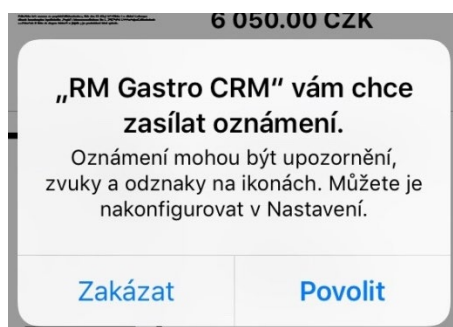 6 050.00 CZK
„RM Gastro CRM“ vám chce
zasílat oznámení.
Oznámení mohou být upozornění,
zvuky a odznaky na ikonách. Můžete je
nakonfigurovat v Nastavení.
Zakázat
Povolit